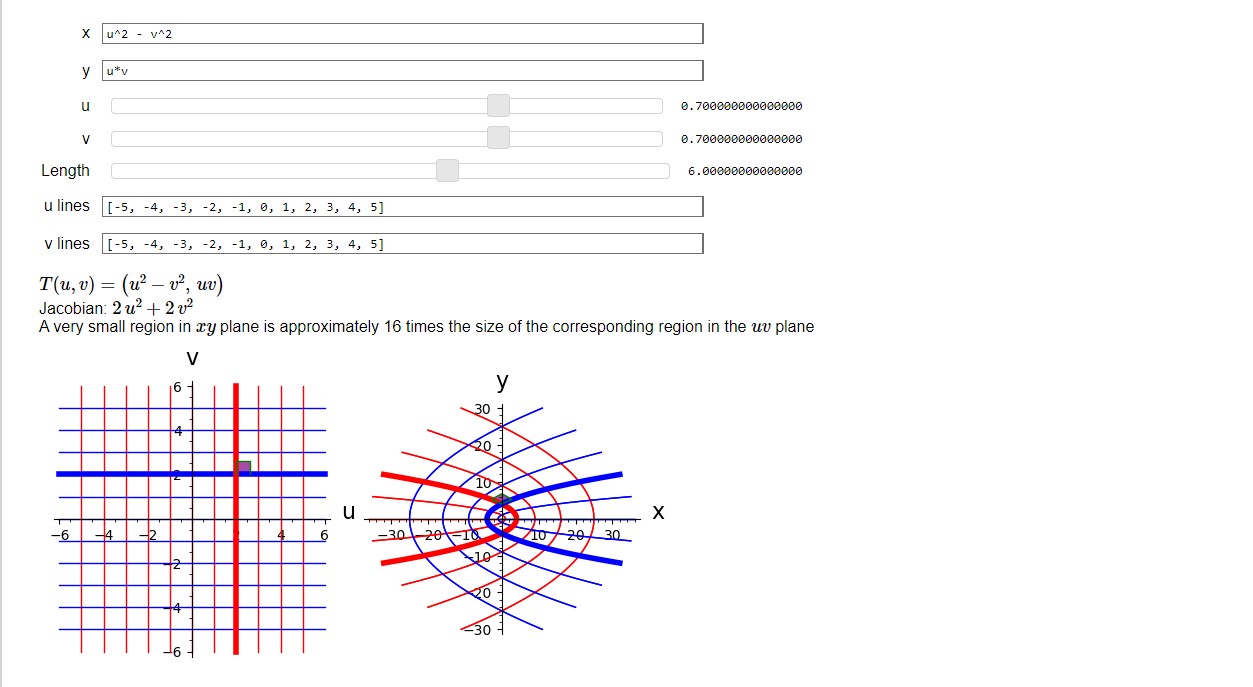 x u^2 - v^2
y u*v
u 0.700000000000000
v 0.700000000000000
Length 6.00000000000000
u lines [-5, -4, -3, -2, -1, 0, 1, 2, 3, 4, 5]
v lines [-5, -4, -3, -2, -1, 0, 1, 2, 3, 4, 5]
T(u, v) = (u² − v², uv)
Jacobian: 2 u² + 2 v²
A very small region in xy plane is approximately 16 times the size of the corresponding region in the uv plane
v
6
4
2
−6 −4 −2 4 6 u
−2
−4
−6
y
30
20
10
−30 −20 −10 10 20 30 x
−10
−20
−30